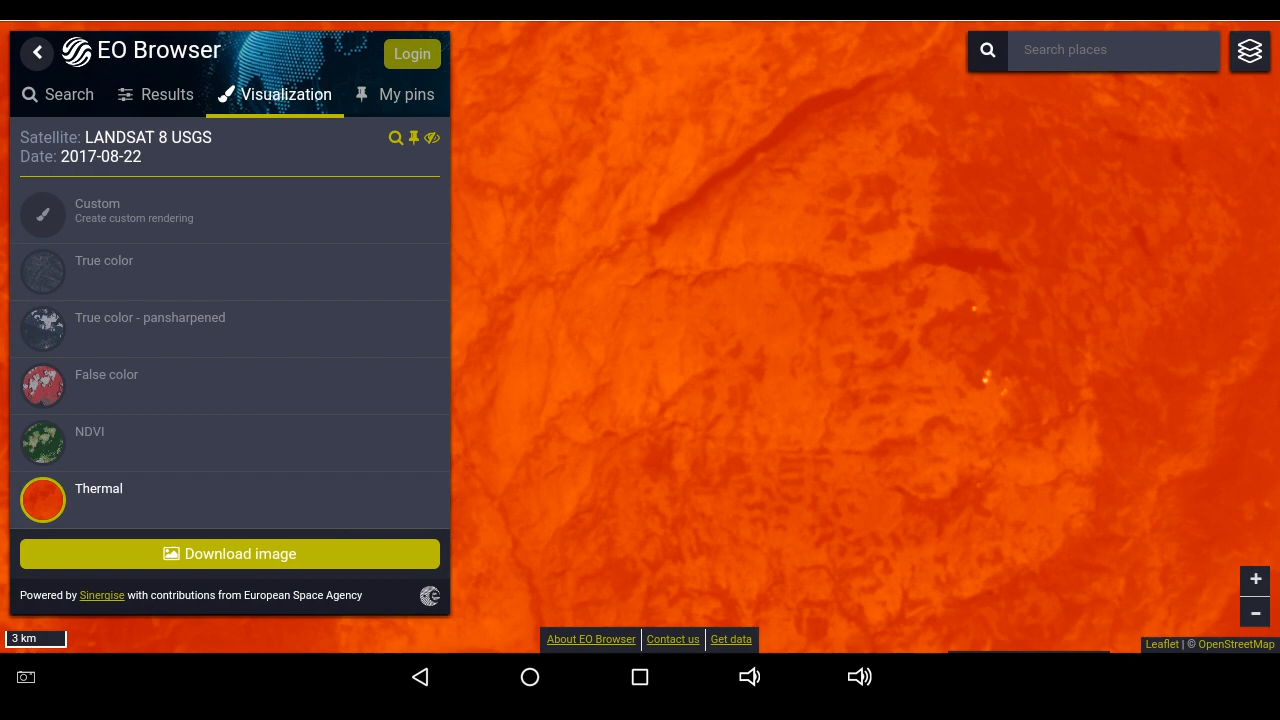 EO Browser
Login
Search places
Search
Results
Visualization
My pins
Satellite: LANDSAT 8 USGS
Date: 2017-08-22
Custom
Create custom rendering
True color
True color - pansharpened
False color
NDVI
Thermal
Download image
Powered by Sinergise with contributions from European Space Agency
+
-
3 km
About EO Browser
Contact us
Get data
Leaflet | © OpenStreetMap